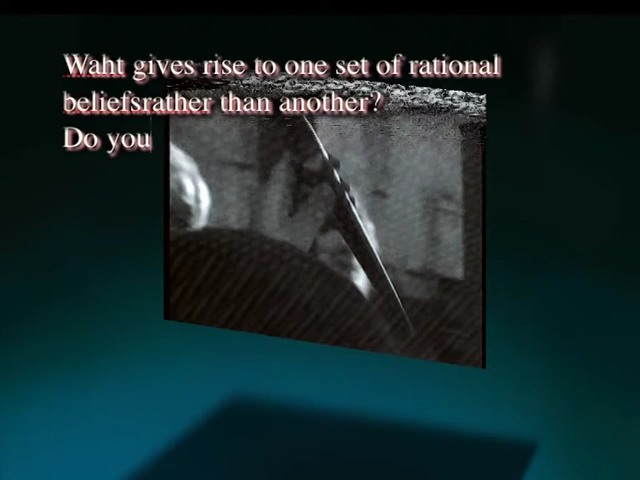 Waht gives rise to one set of rational
beliefsrather than another?
Do you